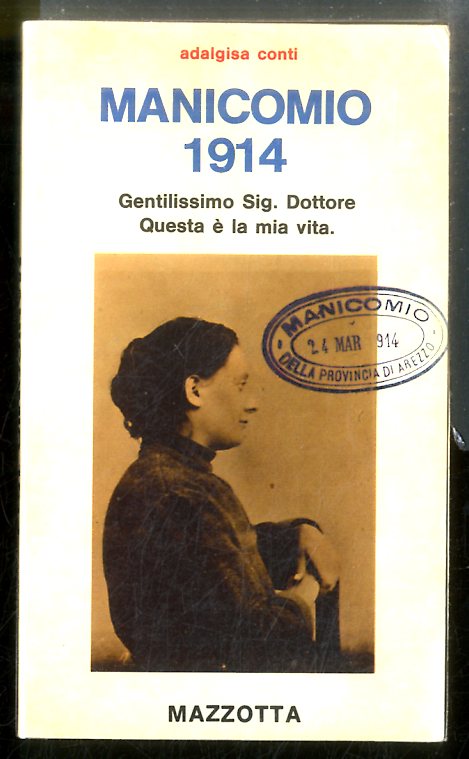 adalgisa conti
MANICOMIO
1914
Gentilissimo Sig. Dottore
Questa è la mia vita.
MANICOMIO
24 MAR 1914
DELLA PROVINCIA DI AREZZO
MAZZOTTA